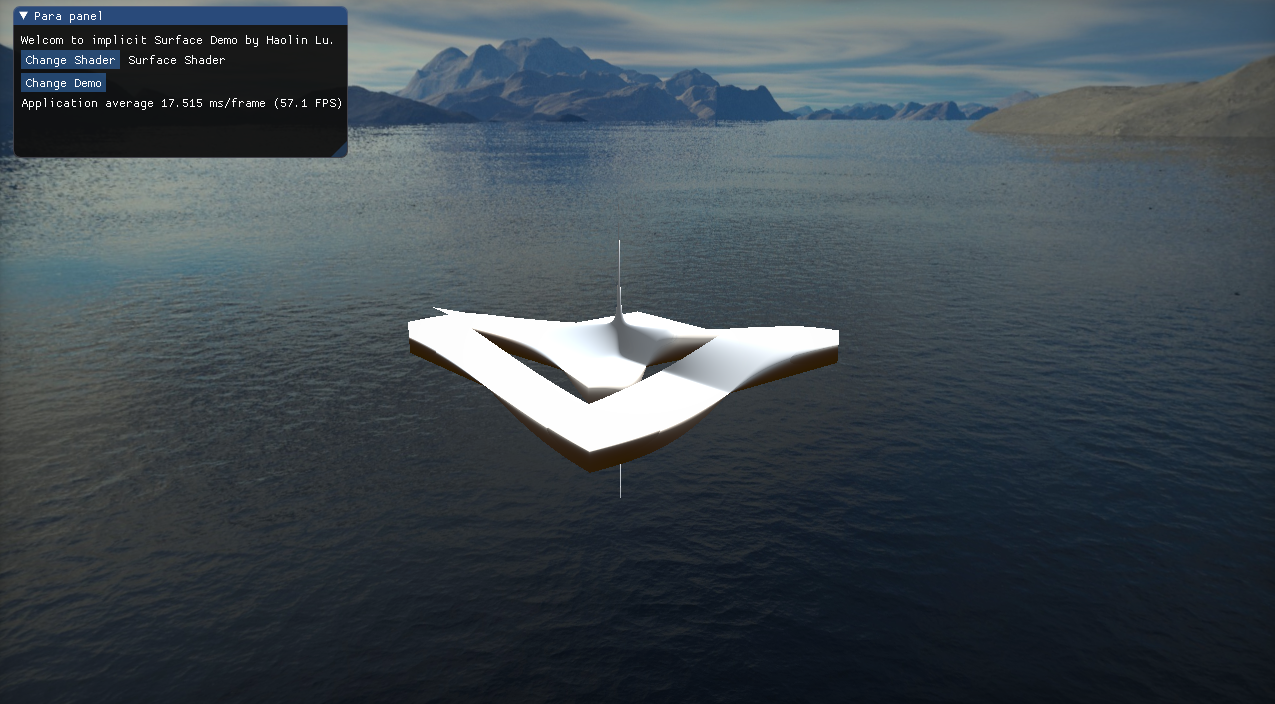 Para panel
Welcom to implicit Surface Demo by Haolin Lu.
Change Shader Surface Shader
Change Demo
Application average 17.515 ms/frame (57.1 FPS)